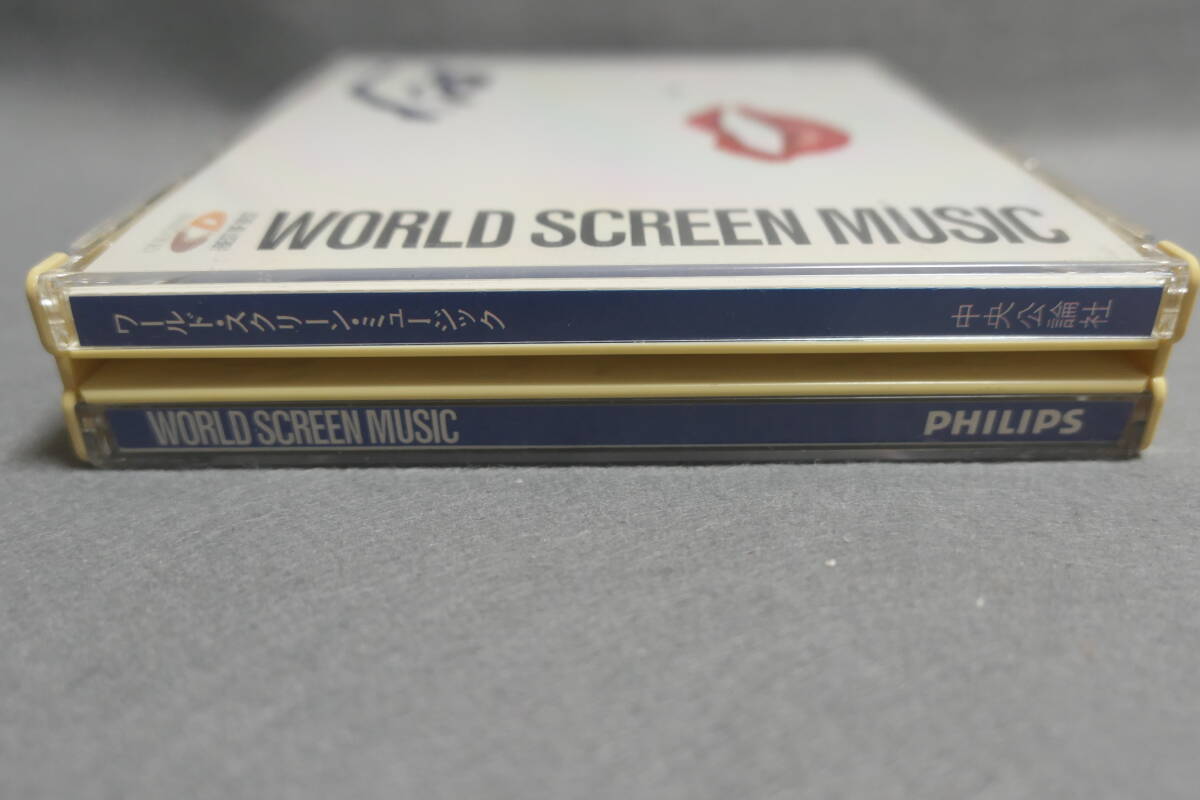 WORLD SCREEN MUSIC
ワールド・スクリーン・ミュージック 中央公論社
WORLD SCREEN MUSIC PHILIPS